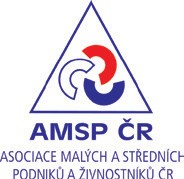 AMSP ČR
ASOCIACE MALÝCH A STŘEDNÍCH
PODNIKŮ A ŽIVNOSTNÍKŮ ČR